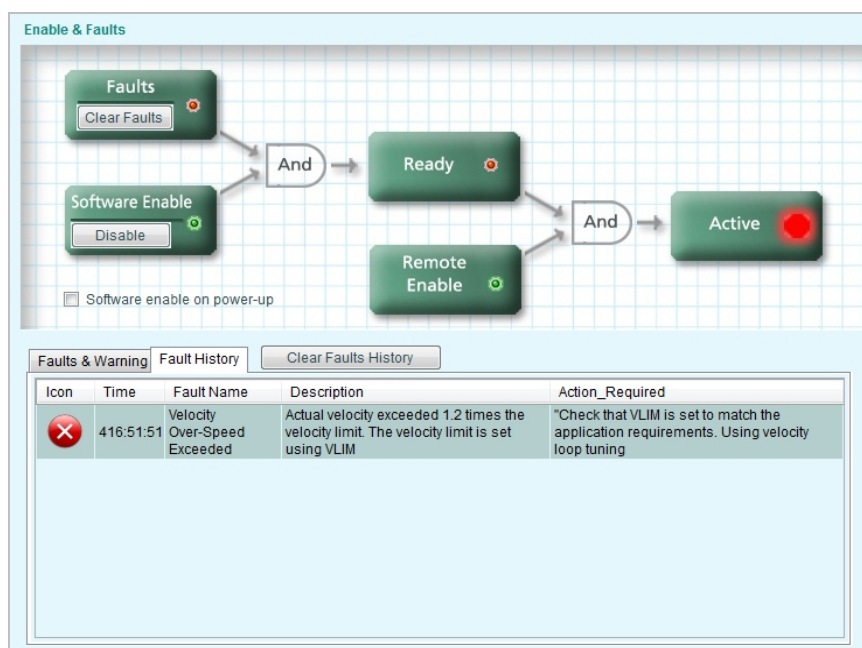 Enable & Faults
Faults
Clear Faults
And
Ready
Software Enable
Disable
And
Active
Remote
Enable
Software enable on power-up
Faults & Warning
Fault History
Clear Faults History
Icon Time Fault Name Description Action_Required
416:51:51
Velocity
Over-Speed
Exceeded
Actual velocity exceeded 1.2 times the
velocity limit. The velocity limit is set
using VLIM
"Check that VLIM is set to match the
application requirements. Using velocity
loop tuning